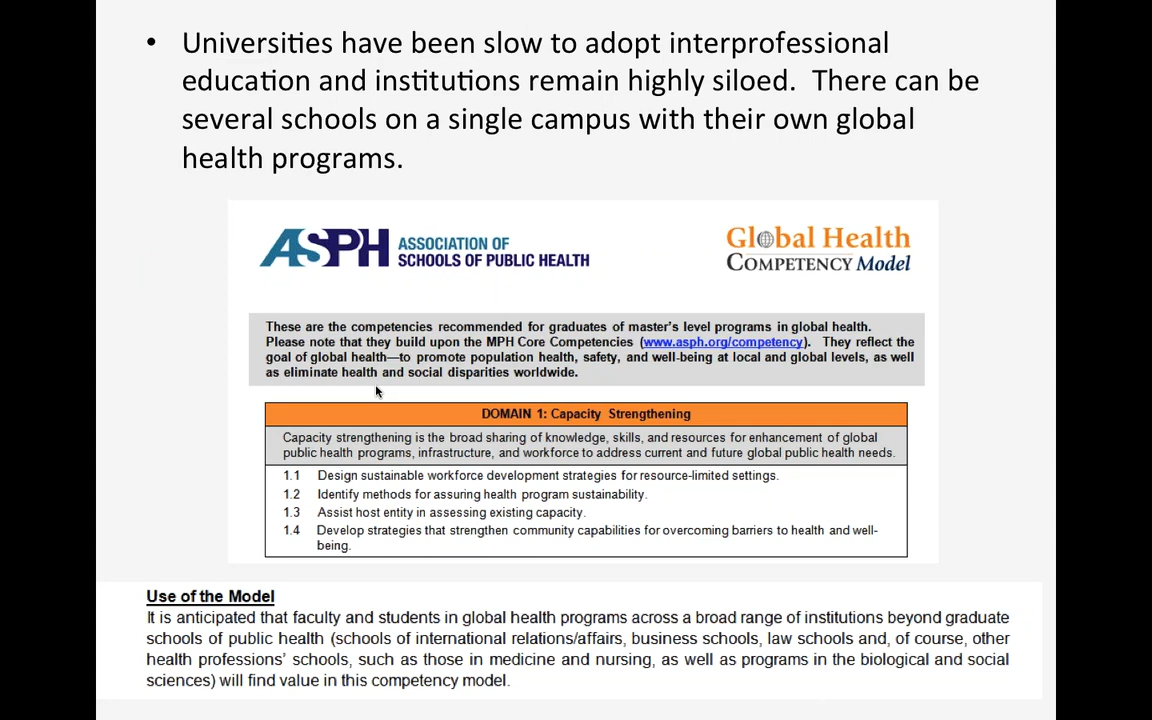 • Universities have been slow to adopt interprofessional
education and institutions remain highly siloed.  There can be
several schools on a single campus with their own global
health programs.
ASPH ASSOCIATION OF
SCHOOLS OF PUBLIC HEALTH
Global Health
COMPETENCY Model
These are the competencies recommended for graduates of master's level programs in global health.
Please note that they build upon the MPH Core Competencies (www.asph.org/competency).  They reflect the
goal of global health—to promote population health, safety, and well-being at local and global levels, as well
as eliminate health and social disparities worldwide.
DOMAIN 1: Capacity Strengthening
Capacity strengthening is the broad sharing of knowledge, skills, and resources for enhancement of global
public health programs, infrastructure, and workforce to address current and future global public health needs.
1.1 Design sustainable workforce development strategies for resource-limited settings.
1.2 Identify methods for assuring health program sustainability.
1.3 Assist host entity in assessing existing capacity.
1.4 Develop strategies that strengthen community capabilities for overcoming barriers to health and well-
being.
Use of the Model
It is anticipated that faculty and students in global health programs across a broad range of institutions beyond graduate
schools of public health (schools of international relations/affairs, business schools, law schools and, of course, other
health professions' schools, such as those in medicine and nursing, as well as programs in the biological and social
sciences) will find value in this competency model.